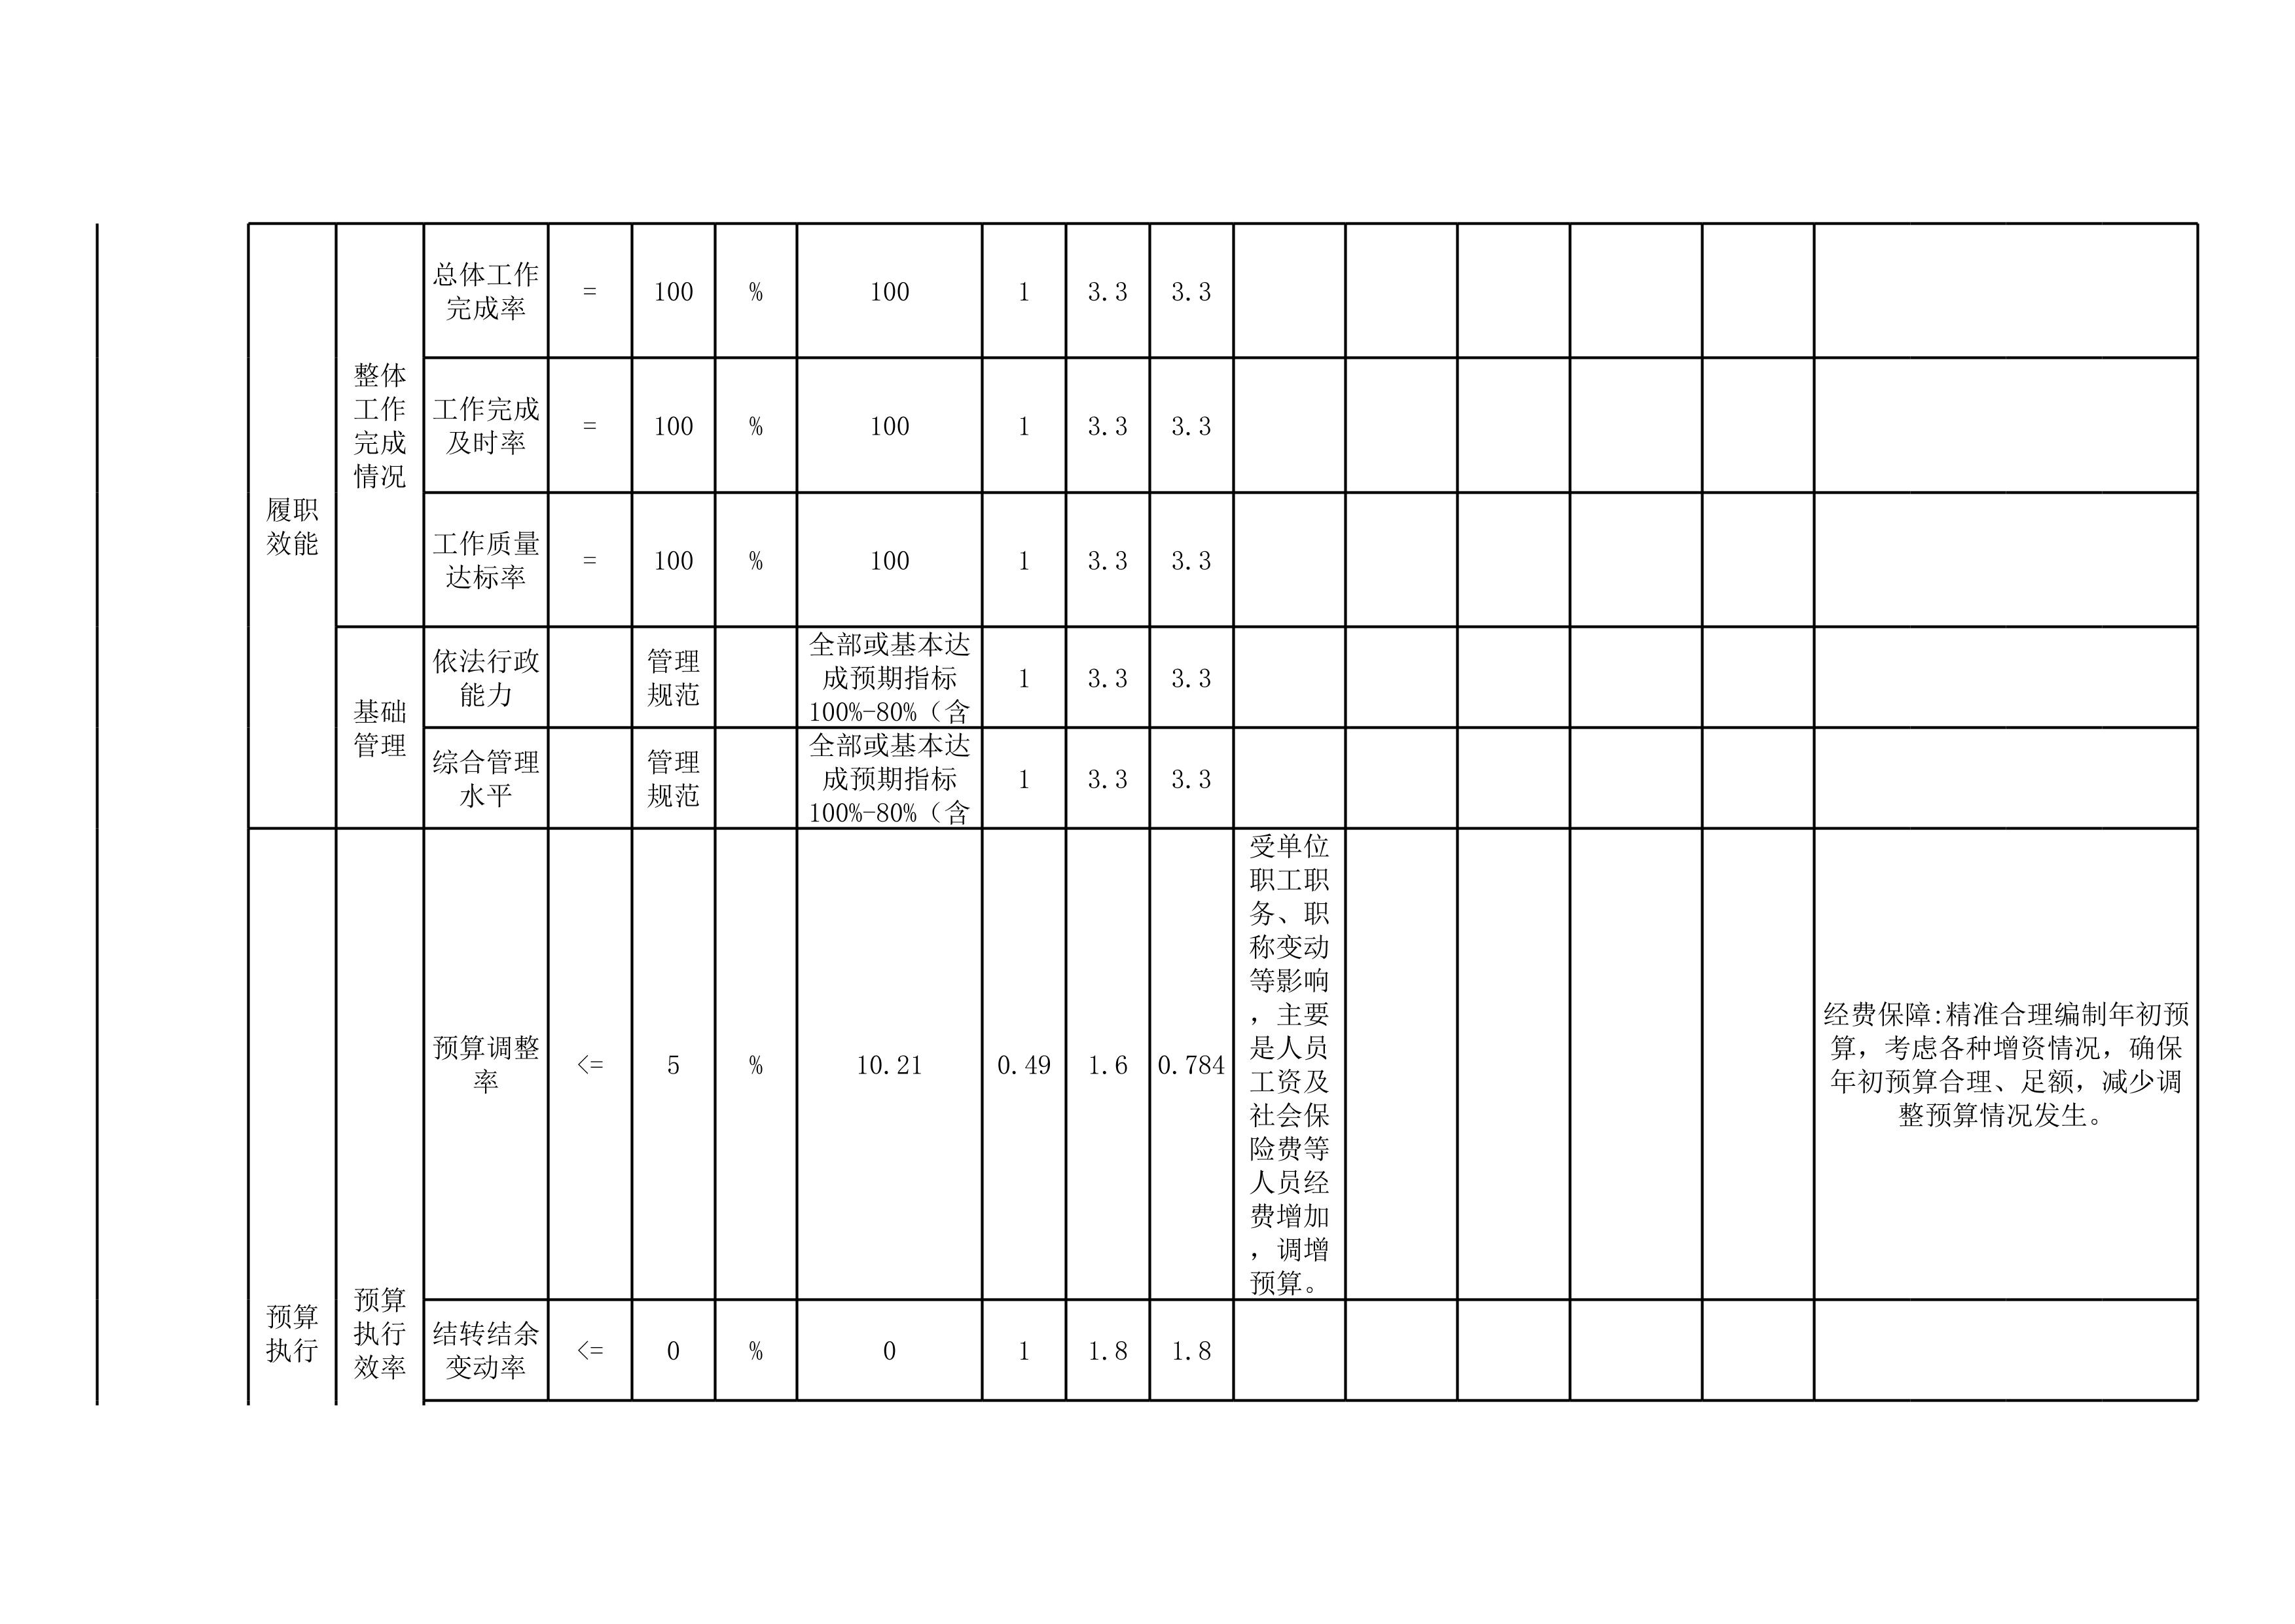 履职
效能
整体
工作
完成
情况
总体工作
完成率
=
100
%
100
1
3.3
3.3
工作完成
及时率
=
100
%
100
1
3.3
3.3
工作质量
达标率
=
100
%
100
1
3.3
3.3
基础
管理
依法行政
能力
管理
规范
全部或基本达
成预期指标
100%-80%（含
1
3.3
3.3
综合管理
水平
管理
规范
全部或基本达
成预期指标
100%-80%（含
1
3.3
3.3
预算
执行
预算
执行
效率
预算调整
率
<=
5
%
10.21
0.49
1.6
0.784
受单位
职工职
务、职
称变动
等影响
，主要
是人员
工资及
社会保
险费等
人员经
费增加
，调增
预算。
经费保障:精准合理编制年初预
算，考虑各种增资情况，确保
年初预算合理、足额，减少调
整预算情况发生。
结转结余
变动率
<=
0
%
0
1
1.8
1.8